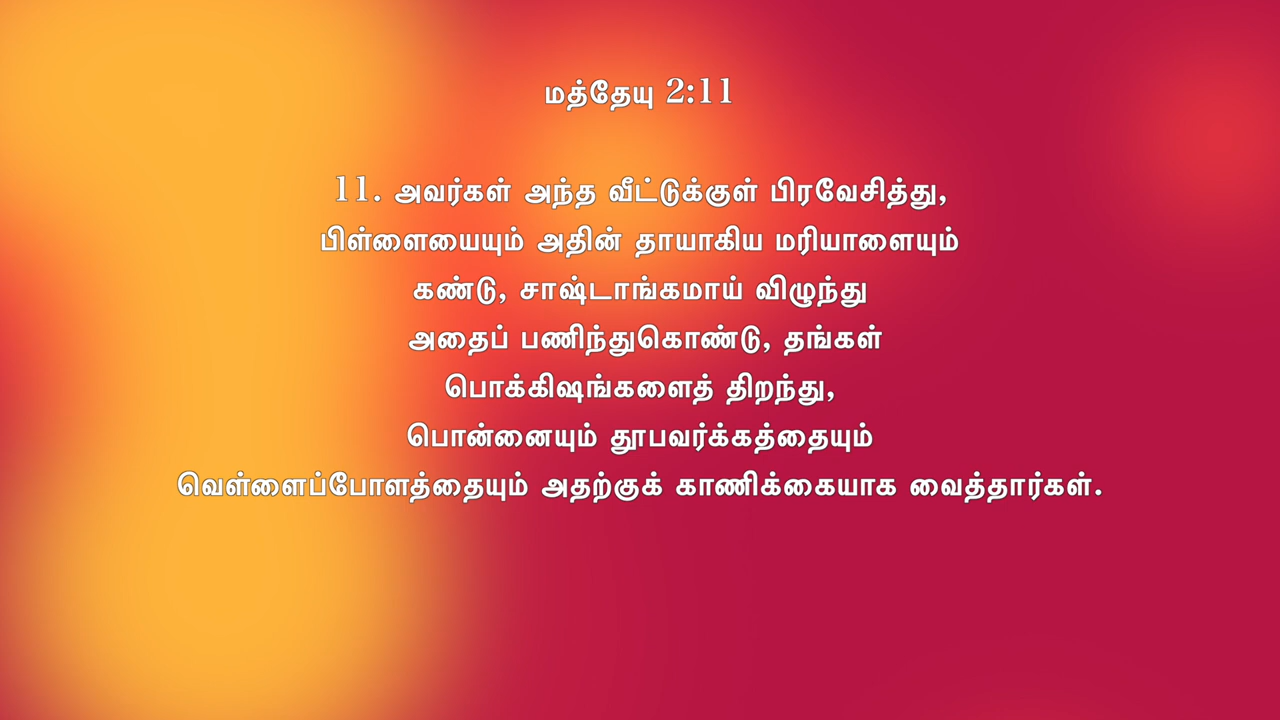 மத்தேயு 2:11
11. அவர்கள் அந்த வீட்டுக்குள் பிரவேசித்து,
பிள்ளையையும் அதின் தாயாகிய மரியாளையும்
கண்டு, சாஷ்டாங்கமாய் விழுந்து
அதைப் பணிந்துகொண்டு, தங்கள்
பொக்கிஷங்களைத் திறந்து,
பொன்னையும் தூபவர்க்கத்தையும்
வெள்ளைப்போளத்தையும் அதற்குக் காணிக்கையாக வைத்தார்கள்.